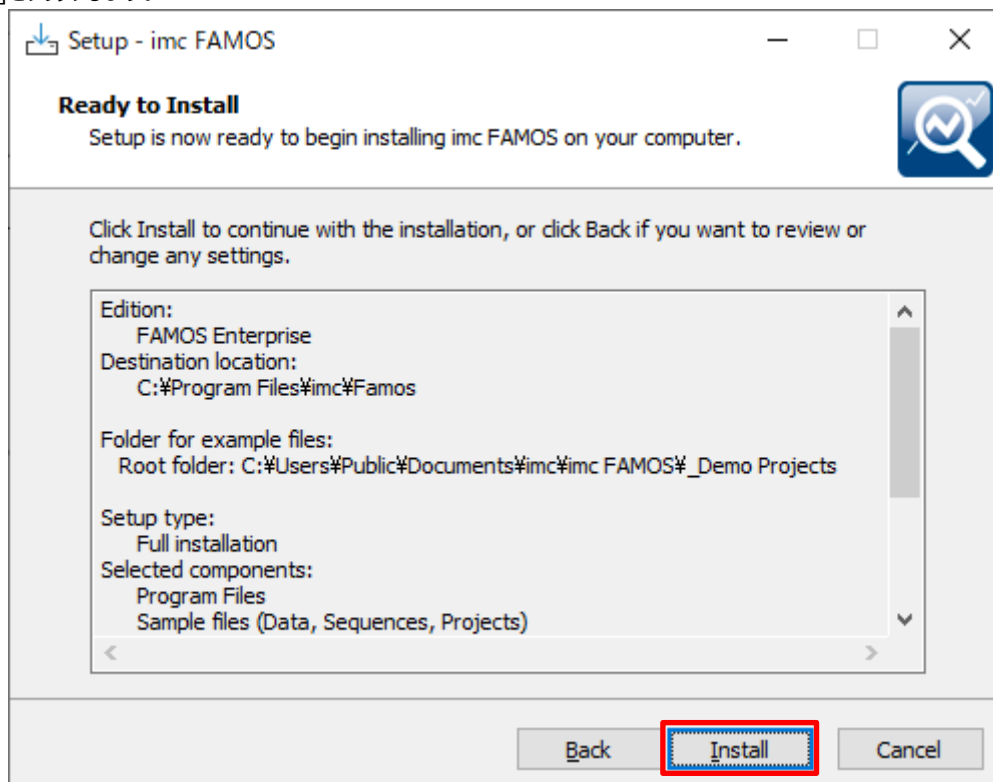 Setup - imc FAMOS
Ready to Install
Setup is now ready to begin installing imc FAMOS on your computer.
Click Install to continue with the installation, or click Back if you want to review or
change any settings.
Edition:
FAMOS Enterprise
Destination location:
C:¥Program Files¥imc¥Famos
Folder for example files:
Root folder: C:¥Users¥Public¥Documents¥imc¥imc FAMOS¥_Demo Projects
Setup type:
Full installation
Selected components:
Program Files
Sample files (Data, Sequences, Projects)
Back Install Cancel